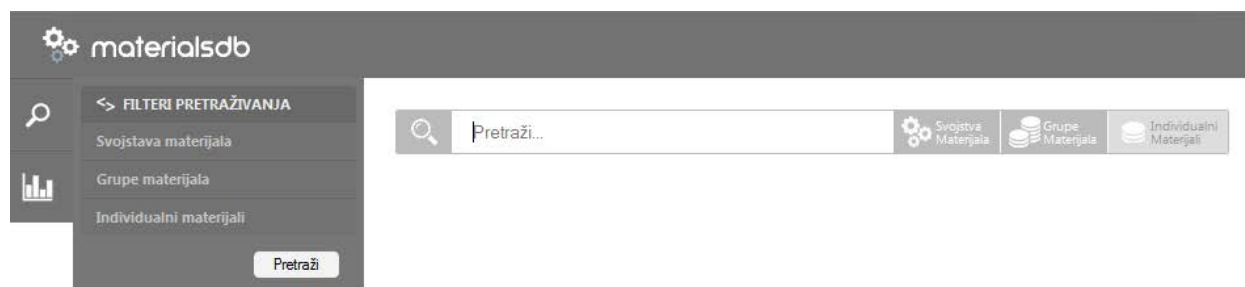 materialsdb
<> FILTERI PRETRAŽIVANJA
Svojstava materijala
Grupe materijala
Individualni materijali
Pretraži
Pretraži...
Svojstva
Materijala
Grupe
Materijala
Individualni
Materijali